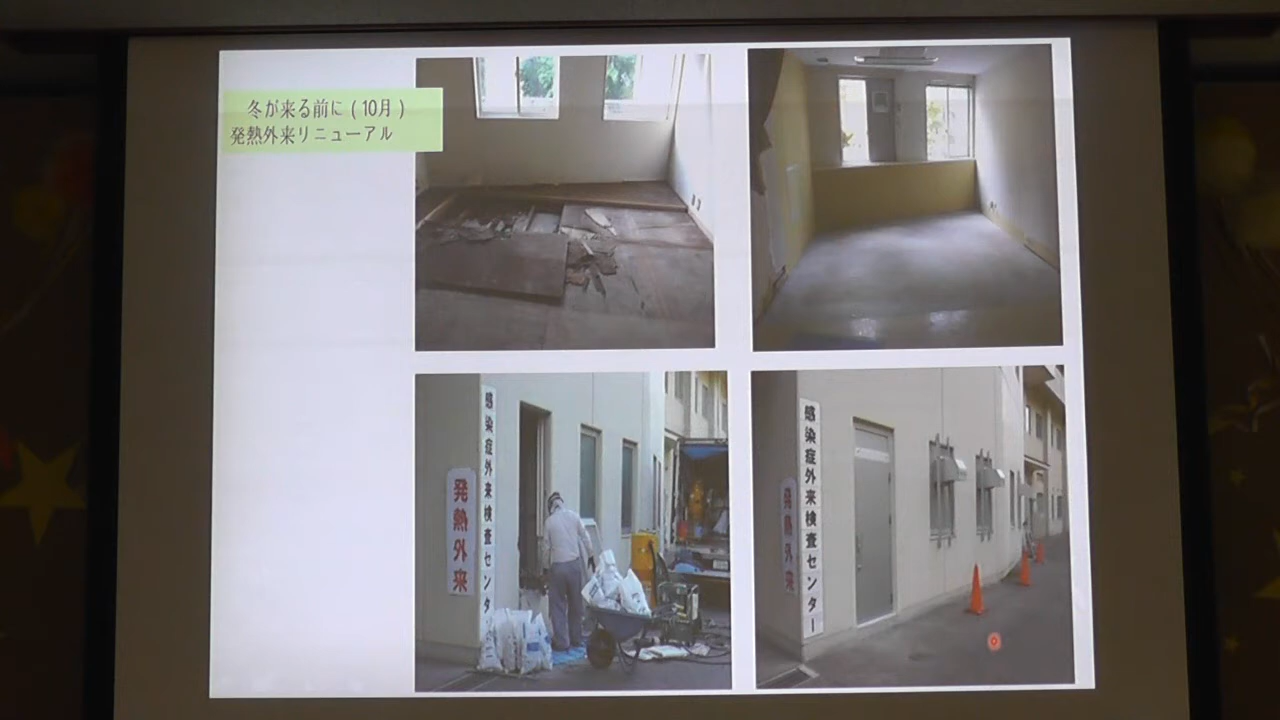 冬が来る前に(10月)
発熱外来リニューアル
発熱外来
感染症外来検査センター
発熱外来
感染症外来検査センター